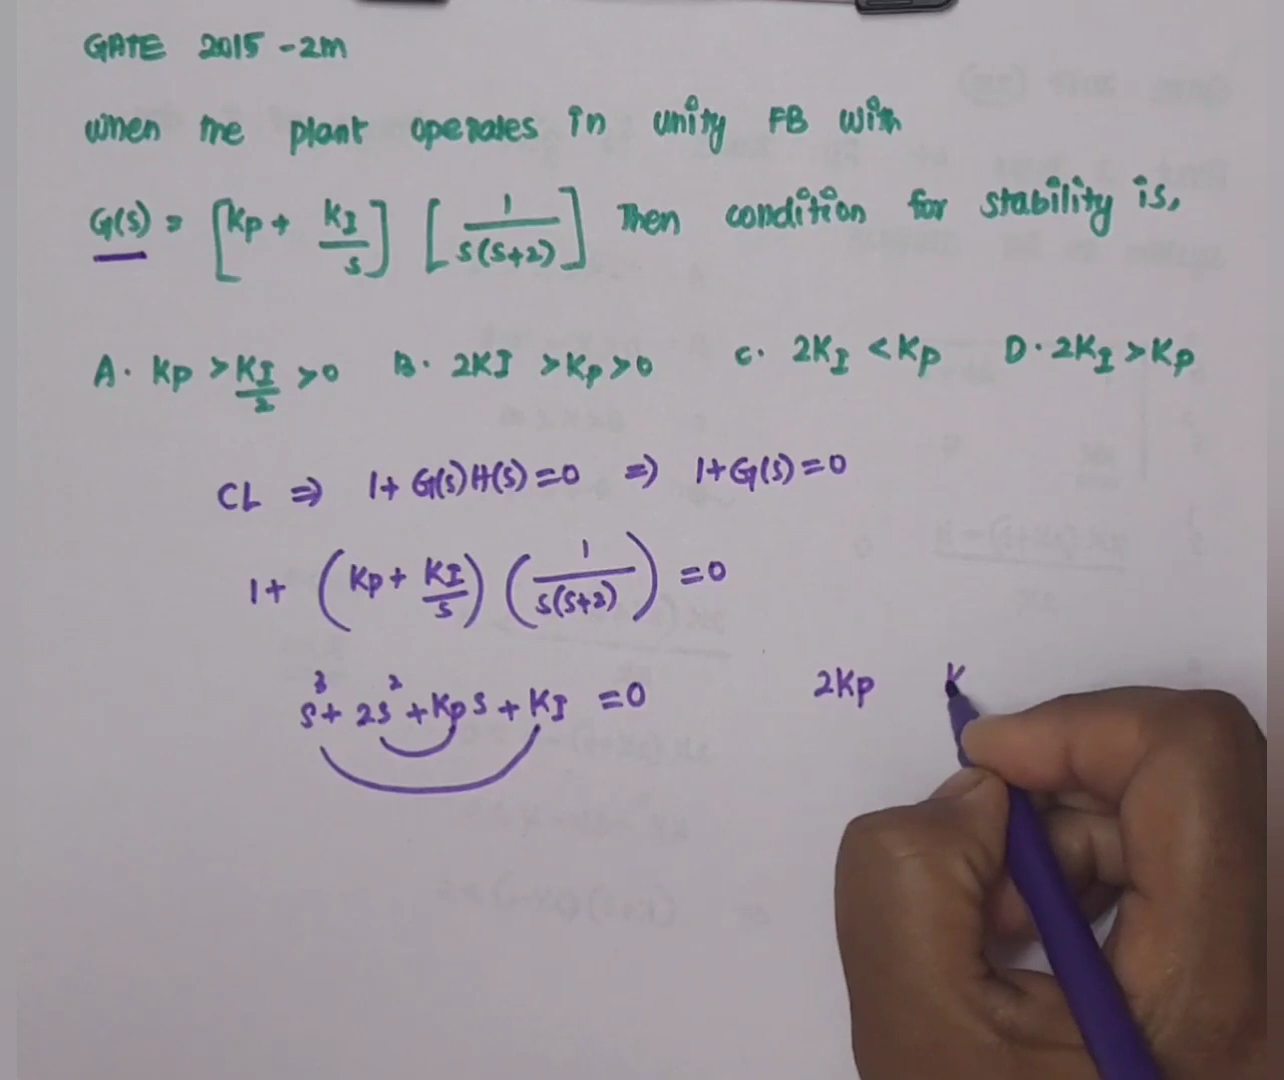 GATE 2015 - 2m
when the plant operates in unity FB with
G(s) = [Kp + KI/s] [1/s(s+2)] Then condition for stability is,
A. Kp > KI/2 > 0 B. 2KI > Kp > 0 C. 2KI < Kp D. 2KI > Kp
CL ⇒ 1 + G(s)H(s) = 0 ⇒ 1 + G(s) = 0
1 + (Kp + KI/s) (1/s(s+2)) = 0
s³ + 2s² + Kp s + KI = 0 2Kp K